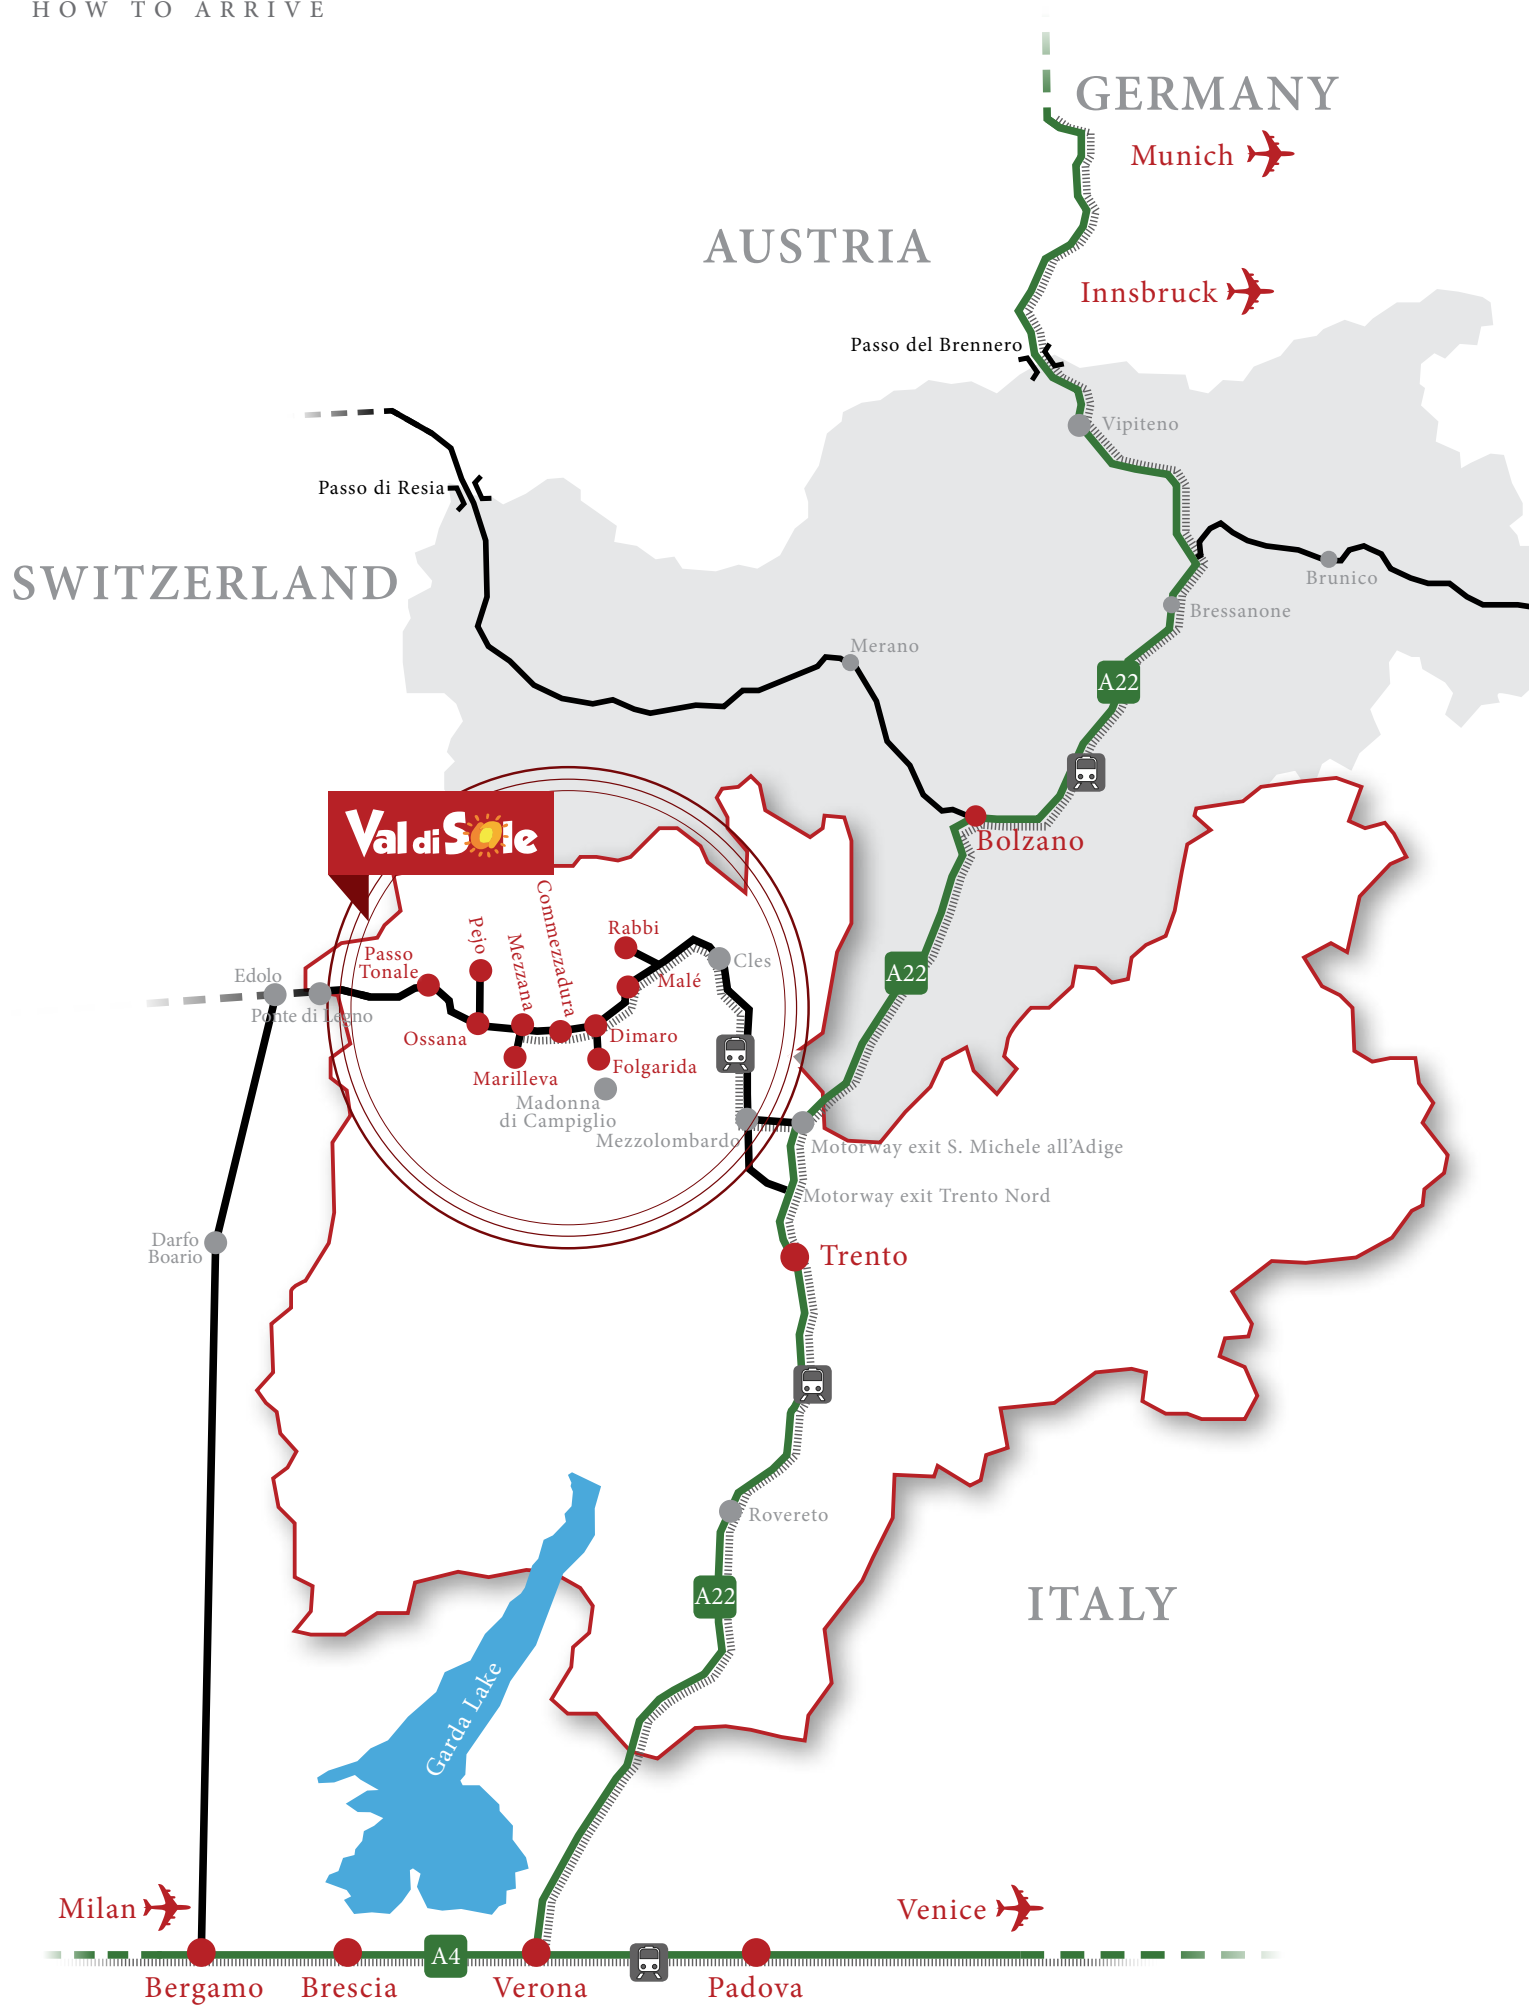 HOW TO ARRIVE
GERMANY
Munich
AUSTRIA
Innsbruck
Passo del Brennero
Vipiteno
Passo di Resia
SWITZERLAND
Brunico
Bressanone
Merano
A22
Val di Sole
Bolzano
Commezzadura
Pejo
Mezzana
Rabbi
Passo
Tonale
Cles
A22
Edolo
Malé
Ponte di Legno
Ossana
Dimaro
Folgarida
Marilleva
Madonna
di Campiglio
Mezzolombardo
Motorway exit S. Michele all'Adige
Motorway exit Trento Nord
Darfo
Boario
Trento
Rovereto
A22
ITALY
Garda Lake
Milan
Venice
A4
Bergamo
Brescia
Verona
Padova